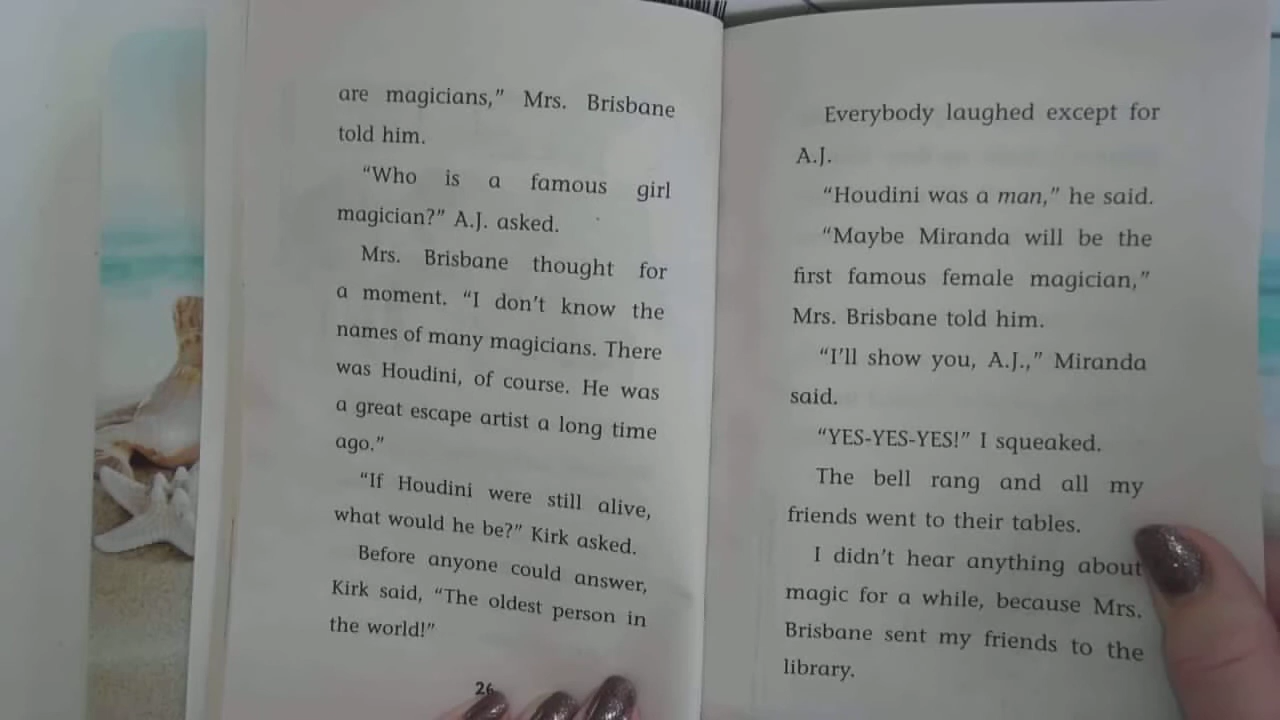 are magicians,” Mrs. Brisbane
told him.
“Who is a famous girl
magician?” A.J. asked.
Mrs. Brisbane thought for
a moment. “I don’t know the
names of many magicians. There
was Houdini, of course. He was
a great escape artist a long time
ago.”
“If Houdini were still alive,
what would he be?” Kirk asked.
Before anyone could answer,
Kirk said, “The oldest person in
the world!”
26
Everybody laughed except for
A.J.
“Houdini was a man,” he said.
“Maybe Miranda will be the
first famous female magician,”
Mrs. Brisbane told him.
“I’ll show you, A.J.,” Miranda
said.
“YES-YES-YES!” I squeaked.
The bell rang and all my
friends went to their tables.
I didn’t hear anything about
magic for a while, because Mrs.
Brisbane sent my friends to the
library.